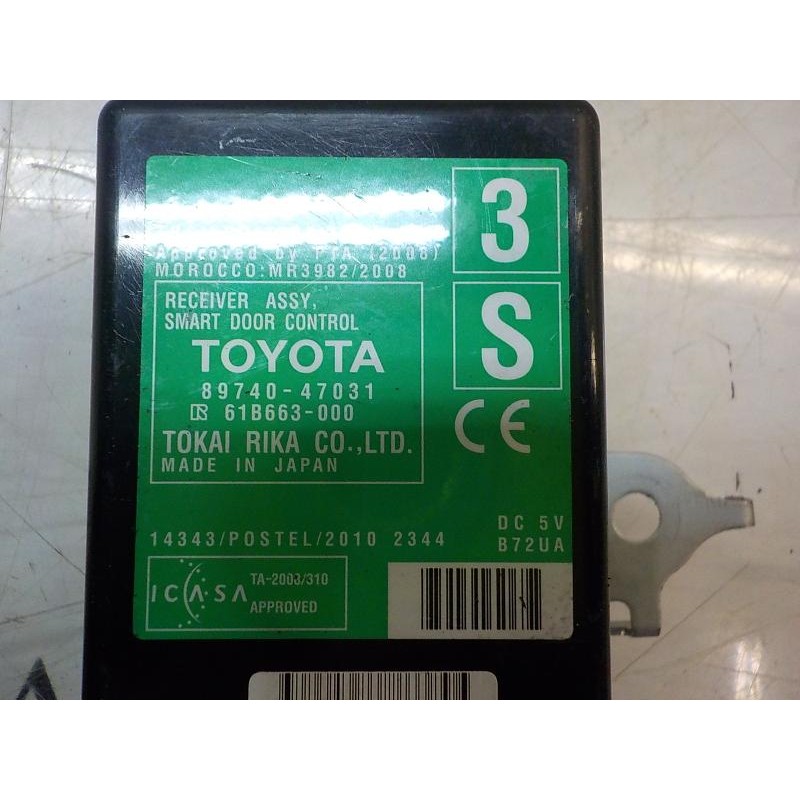 3
Approved by PTA (2008)
MOROCCO:MR3982/2008
S
RECEIVER ASSY,
SMART DOOR CONTROL
TOYOTA
89740-47031
61B663-000
TOKAI RIKA CO.,LTD.
MADE IN JAPAN
CE
14343/POSTEL/2010 2344
DC 5V
B72UA
ICASA
TA-2008/310
APPROVED